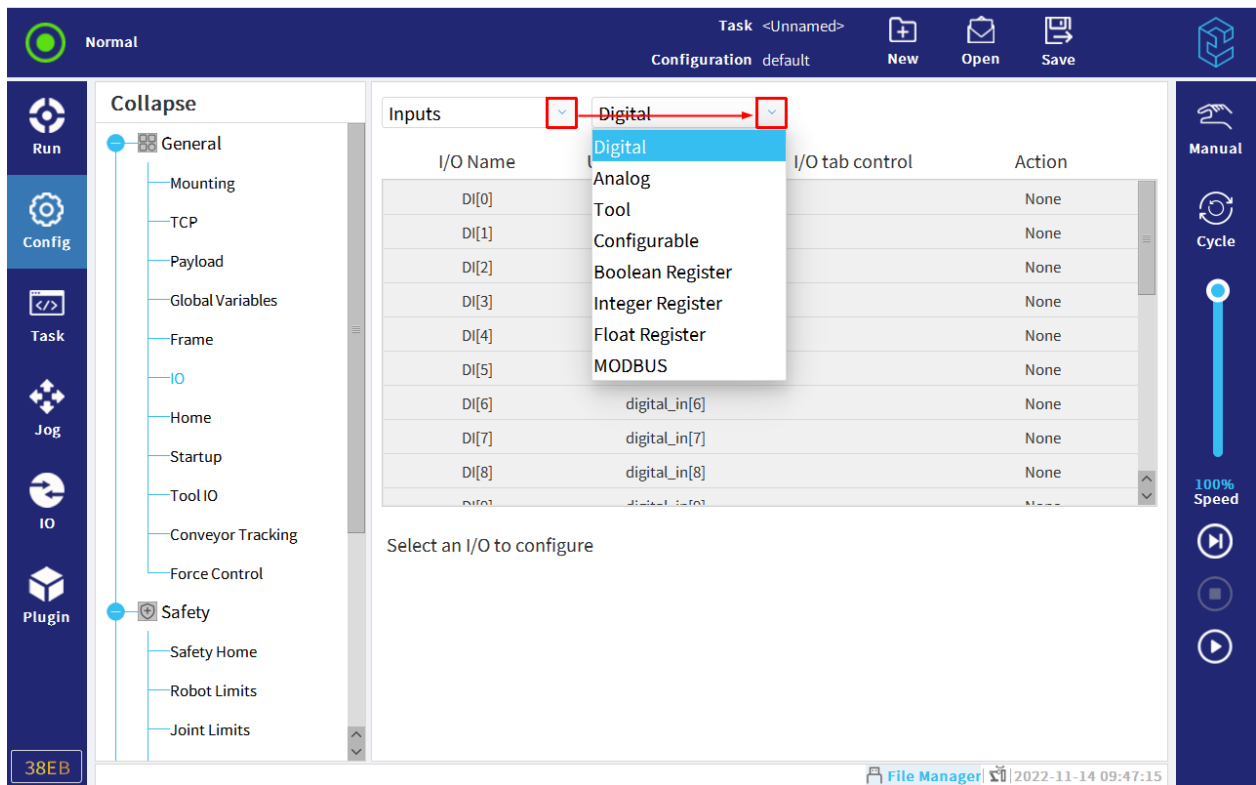 Normal
Task <Unnamed>
Configuration default
New
Open
Save
Run
Config
Task
Jog
IO
Plugin
38EB
Collapse
General
Mounting
TCP
Payload
Global Variables
Frame
IO
Home
Startup
Tool IO
Conveyor Tracking
Force Control
Safety
Safety Home
Robot Limits
Joint Limits
Inputs
Digital
Digital
Analog
Tool
Configurable
Boolean Register
Integer Register
Float Register
MODBUS
I/O Name I/O tab control Action
DI[0] None
DI[1] None
DI[2] None
DI[3] None
DI[4] None
DI[5] None
DI[6] digital_in[6] None
DI[7] digital_in[7] None
DI[8] digital_in[8] None
Select an I/O to configure
Manual
Cycle
100%
Speed
File Manager 2022-11-14 09:47:15